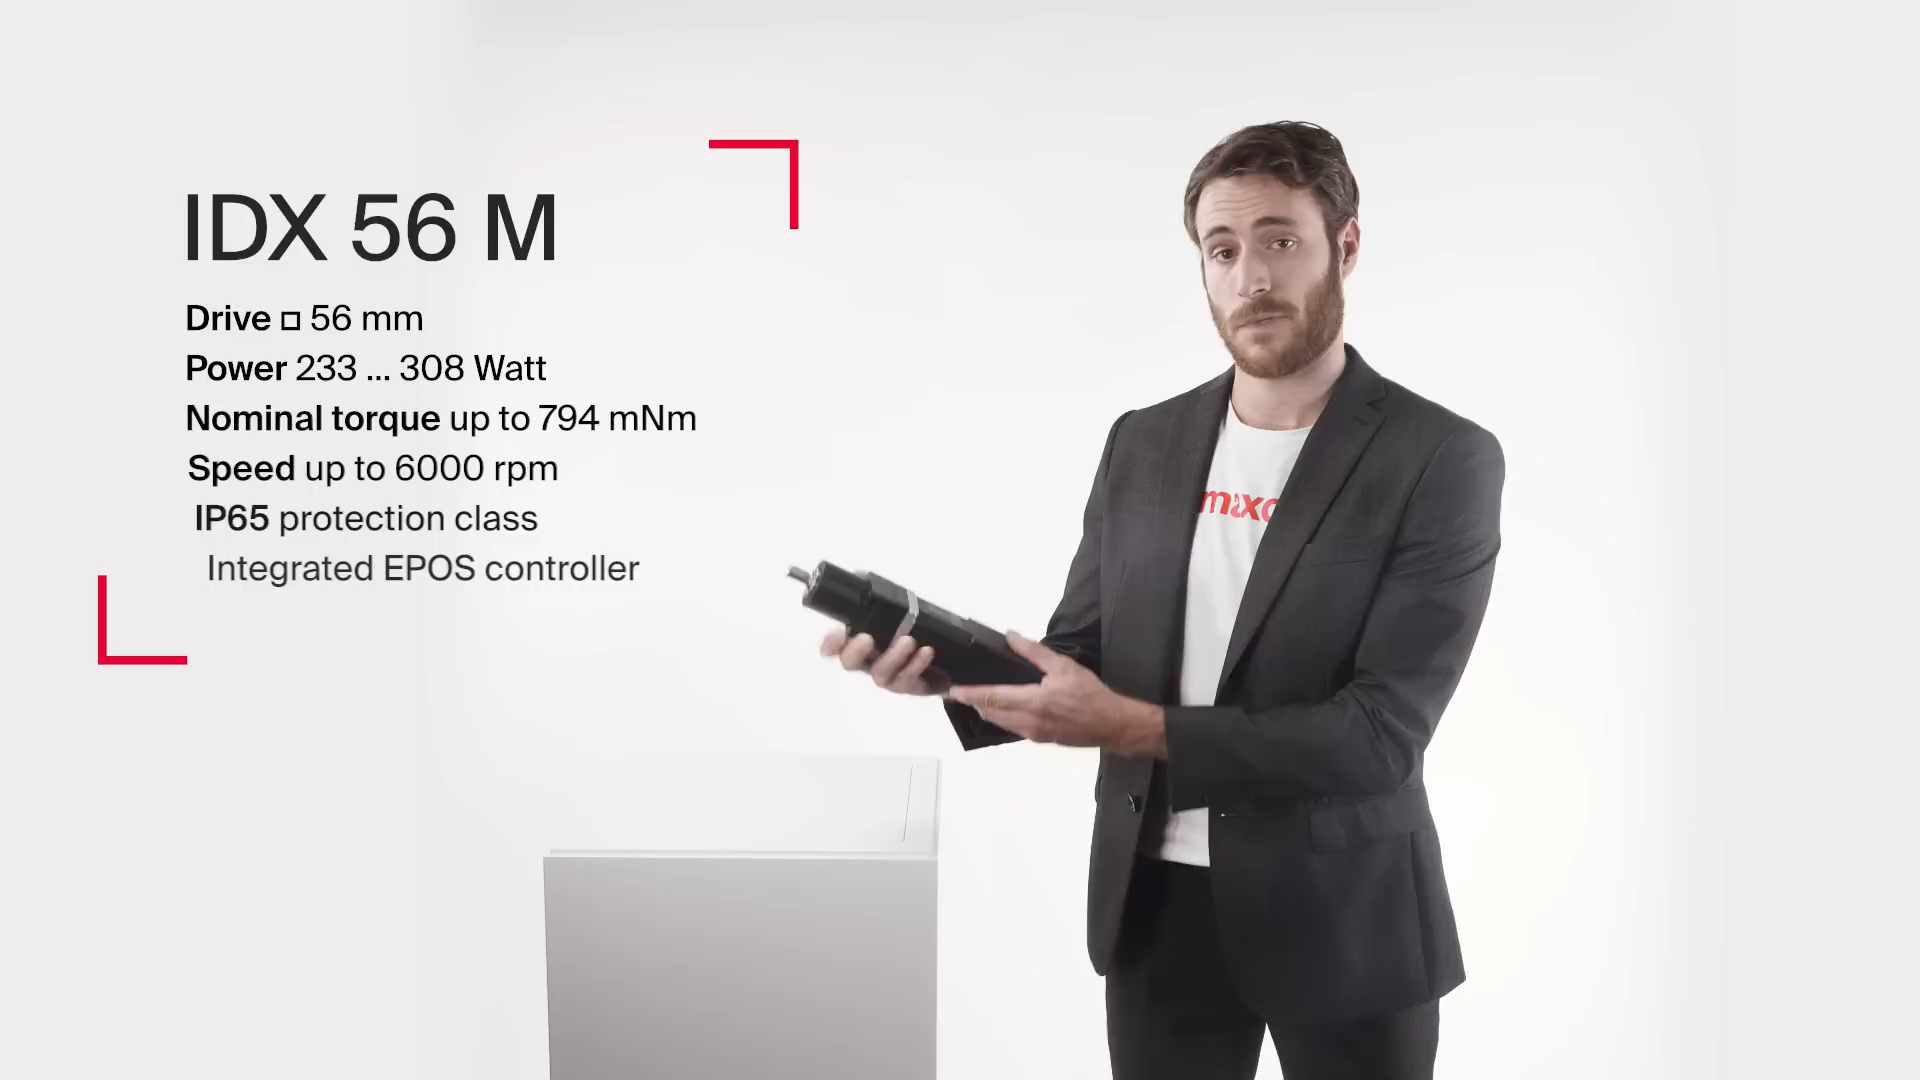 IDX 56 M
Drive □ 56 mm
Power 233 ... 308 Watt
Nominal torque up to 794 mNm
Speed up to 6000 rpm
IP65 protection class
Integrated EPOS controller